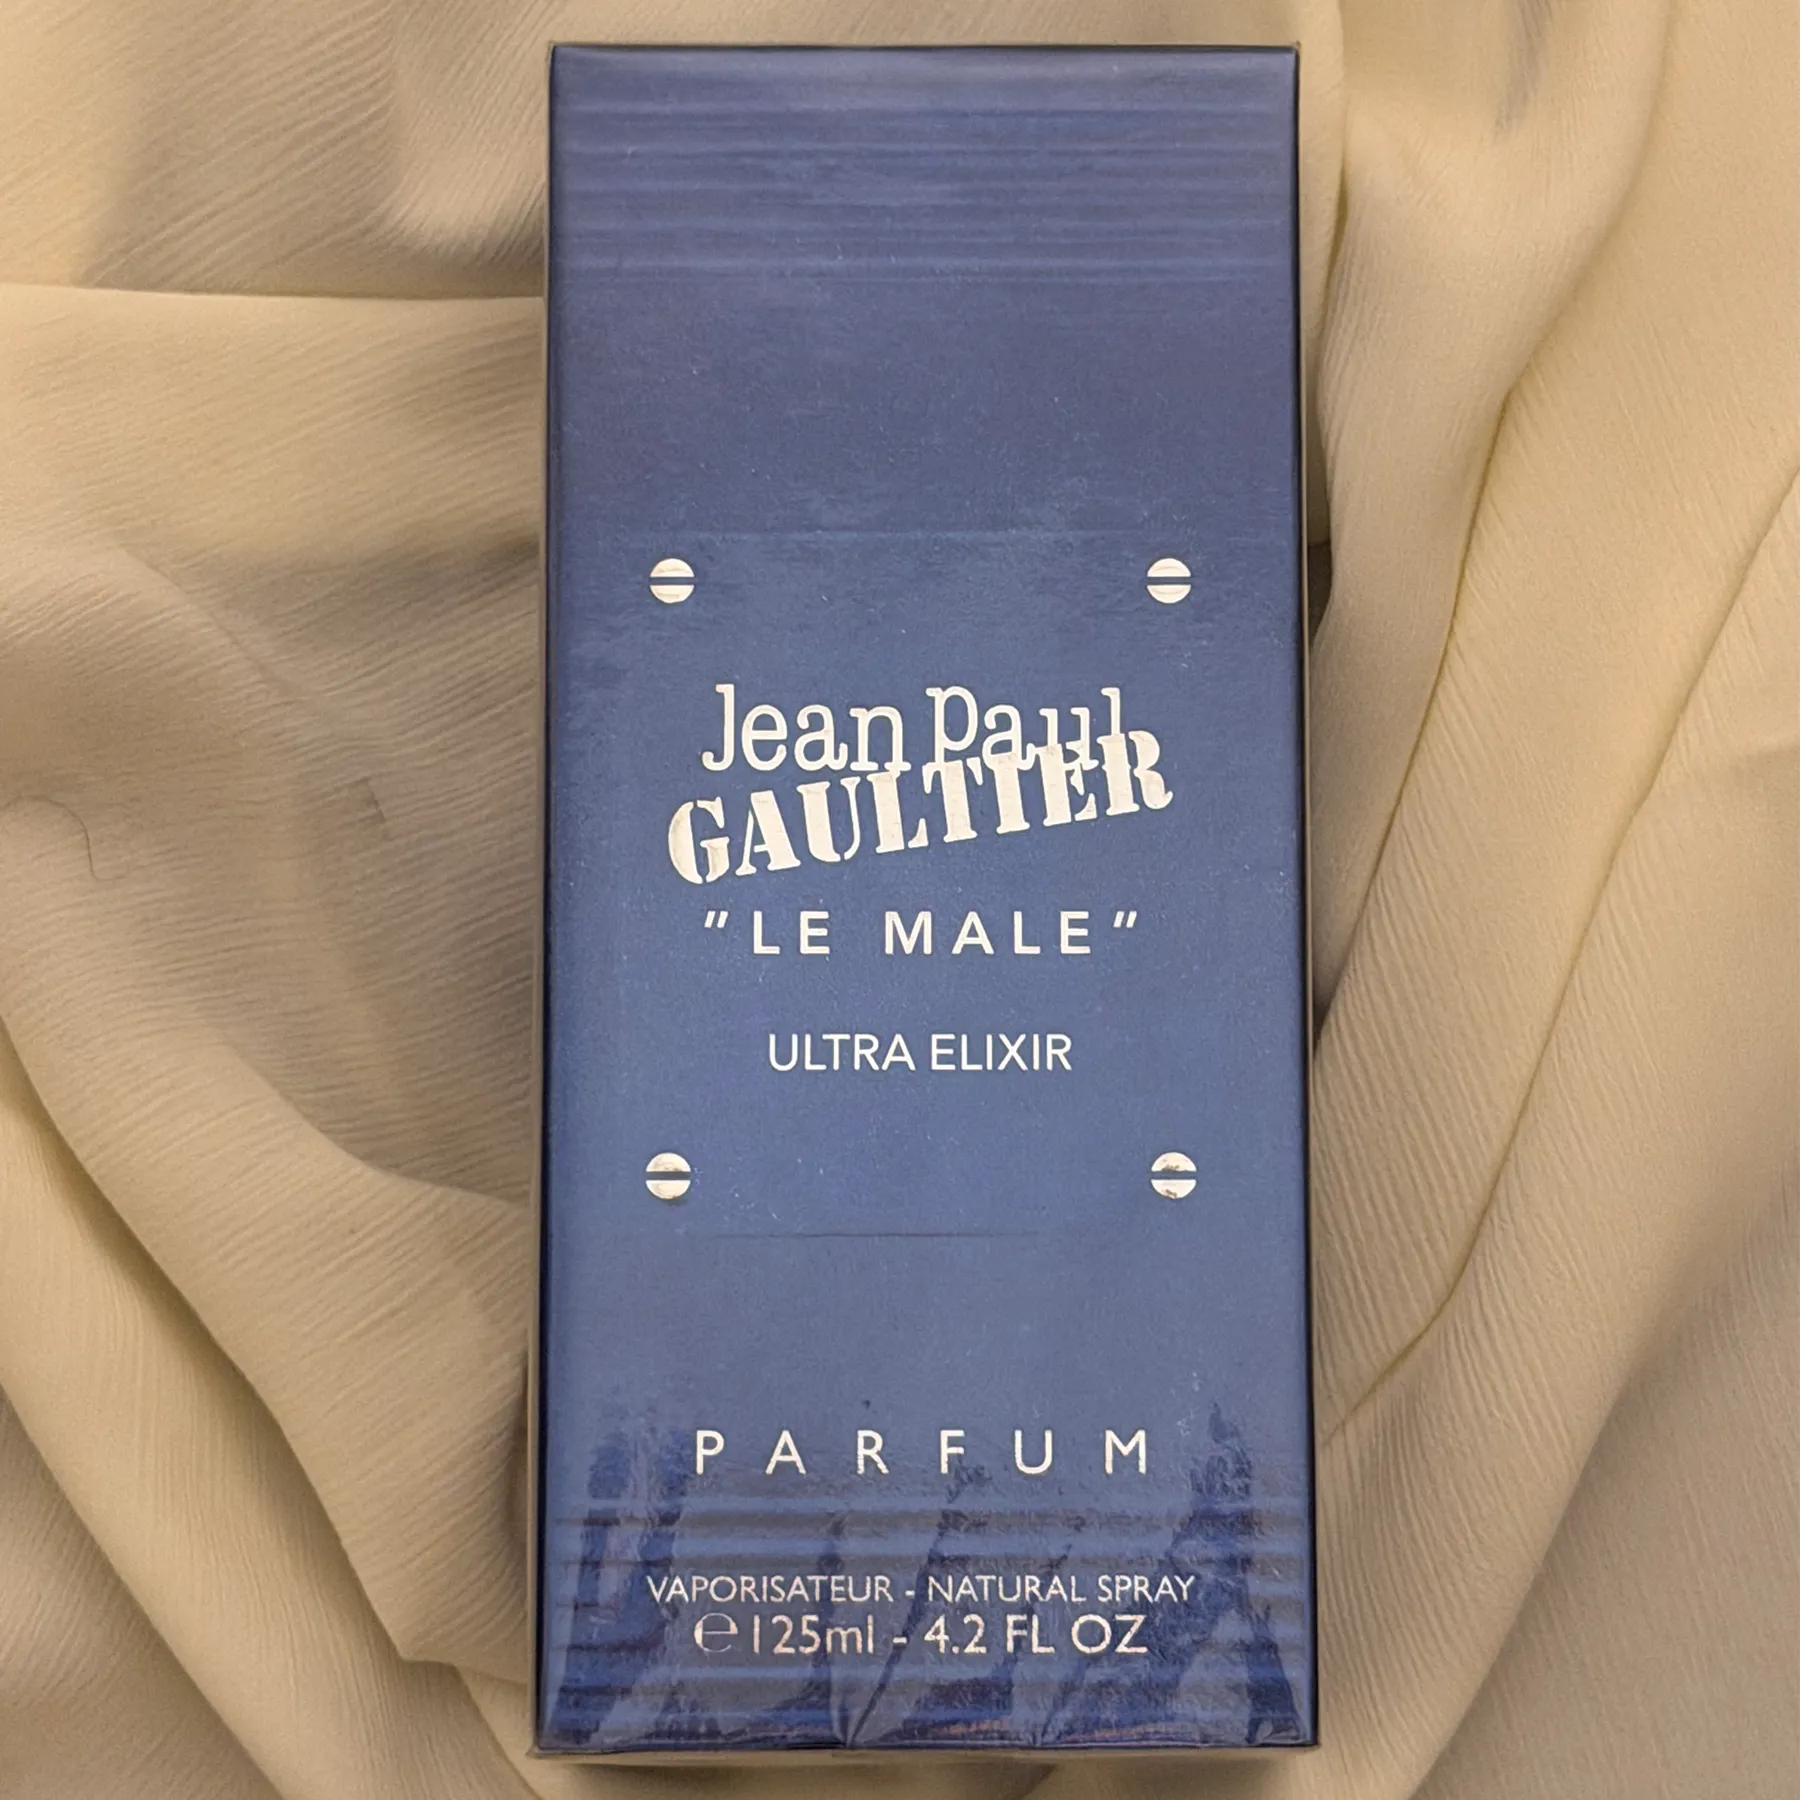 Jean Paul
GAULTIER
"LE MALE"
ULTRA ELIXIR
PARFUM
VAPORISATEUR - NATURAL SPRAY
℮125ml - 4.2 FL OZ